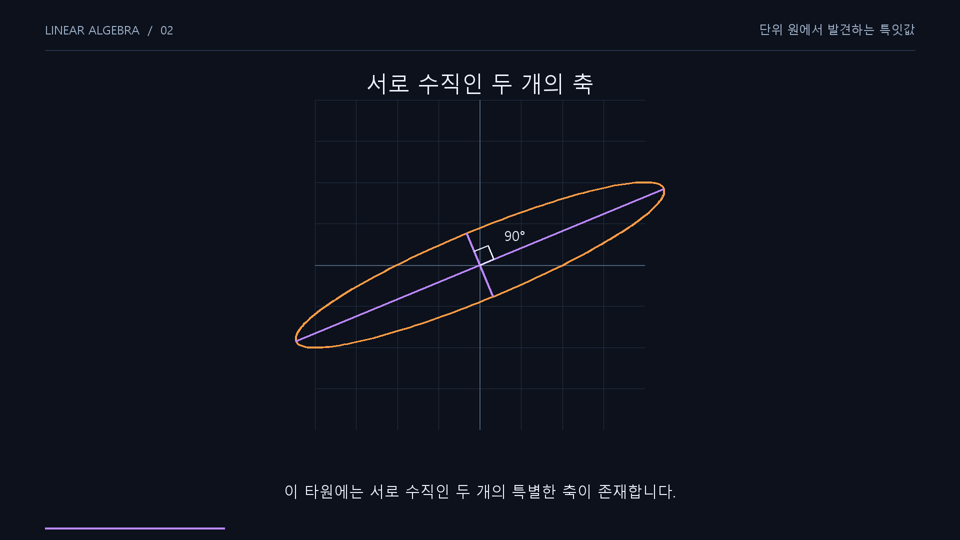 LINEAR ALGEBRA / 02
단위 원에서 발견하는 특잇값
서로 수직인 두 개의 축
90°
이 타원에는 서로 수직인 두 개의 특별한 축이 존재합니다.